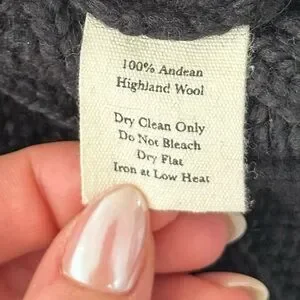 100% Andean
Highland Wool
Dry Clean Only
Do Not Bleach
Dry Flat
Iron at Low Heat